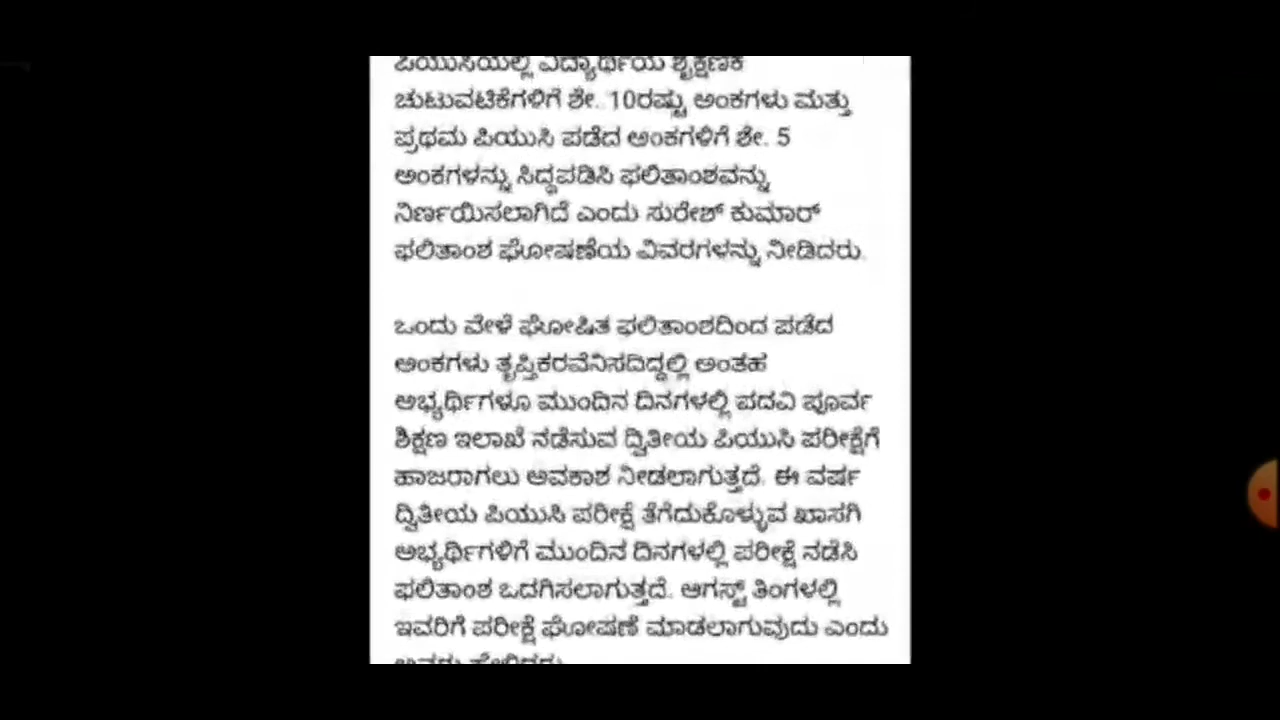 ಪಿಯುಸಿಯಲ್ಲಿ ವಿದ್ಯಾರ್ಥಿಯ ಶೈಕ್ಷಣಿಕ
ಚುಟುವಟಿಕೆಗಳಿಗೆ ಶೇ. 10ರಷ್ಟು ಅಂಕಗಳು ಮತ್ತು
ಪ್ರಥಮ ಪಿಯುಸಿ ಪಡೆದ ಅಂಕಗಳಿಗೆ ಶೇ. 5
ಅಂಕಗಳನ್ನು ಸಿದ್ಧಪಡಿಸಿ ಫಲಿತಾಂಶವನ್ನು
ನಿರ್ಣಯಿಸಲಾಗಿದೆ ಎಂದು ಸುರೇಶ್ ಕುಮಾರ್
ಫಲಿತಾಂಶ ಘೋಷಣೆಯ ವಿವರಗಳನ್ನು ನೀಡಿದರು.
ಒಂದು ವೇಳೆ ಘೋಷಿತ ಫಲಿತಾಂಶದಿಂದ ಪಡೆದ
ಅಂಕಗಳು ತೃಪ್ತಿಕರವೆನಿಸದಿದ್ದಲ್ಲಿ ಅಂತಹ
ಅಭ್ಯರ್ಥಿಗಳೂ ಮುಂದಿನ ದಿನಗಳಲ್ಲಿ ಪದವಿ ಪೂರ್ವ
ಶಿಕ್ಷಣ ಇಲಾಖೆ ನಡೆಸುವ ದ್ವಿತೀಯ ಪಿಯುಸಿ ಪರೀಕ್ಷೆಗೆ
ಹಾಜರಾಗಲು ಅವಕಾಶ ನೀಡಲಾಗುತ್ತದೆ. ಈ ವರ್ಷ
ದ್ವಿತೀಯ ಪಿಯುಸಿ ಪರೀಕ್ಷೆ ತೆಗೆದುಕೊಳ್ಳುವ ಖಾಸಗಿ
ಅಭ್ಯರ್ಥಿಗಳಿಗೆ ಮುಂದಿನ ದಿನಗಳಲ್ಲಿ ಪರೀಕ್ಷೆ ನಡೆಸಿ
ಫಲಿತಾಂಶ ಒದಗಿಸಲಾಗುತ್ತದೆ. ಆಗಸ್ಟ್ ತಿಂಗಳಲ್ಲಿ
ಇವರಿಗೆ ಪರೀಕ್ಷೆ ಘೋಷಣೆ ಮಾಡಲಾಗುವುದು ಎಂದು